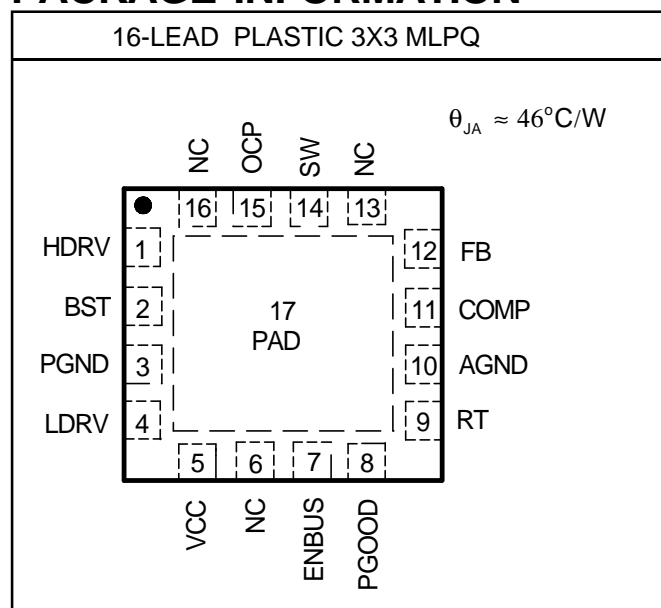 PACKAGE INFORMATION
16-LEAD PLASTIC 3X3 MLPQ
θJA ≈ 46°C/W
NC OCP SW NC
16 15 14 13
HDRV 1 12 FB
BST 2 11 COMP
17
PAD
PGND 3 10 AGND
LDRV 4 9 RT
5 6 7 8
VCC NC ENBUS PGOOD